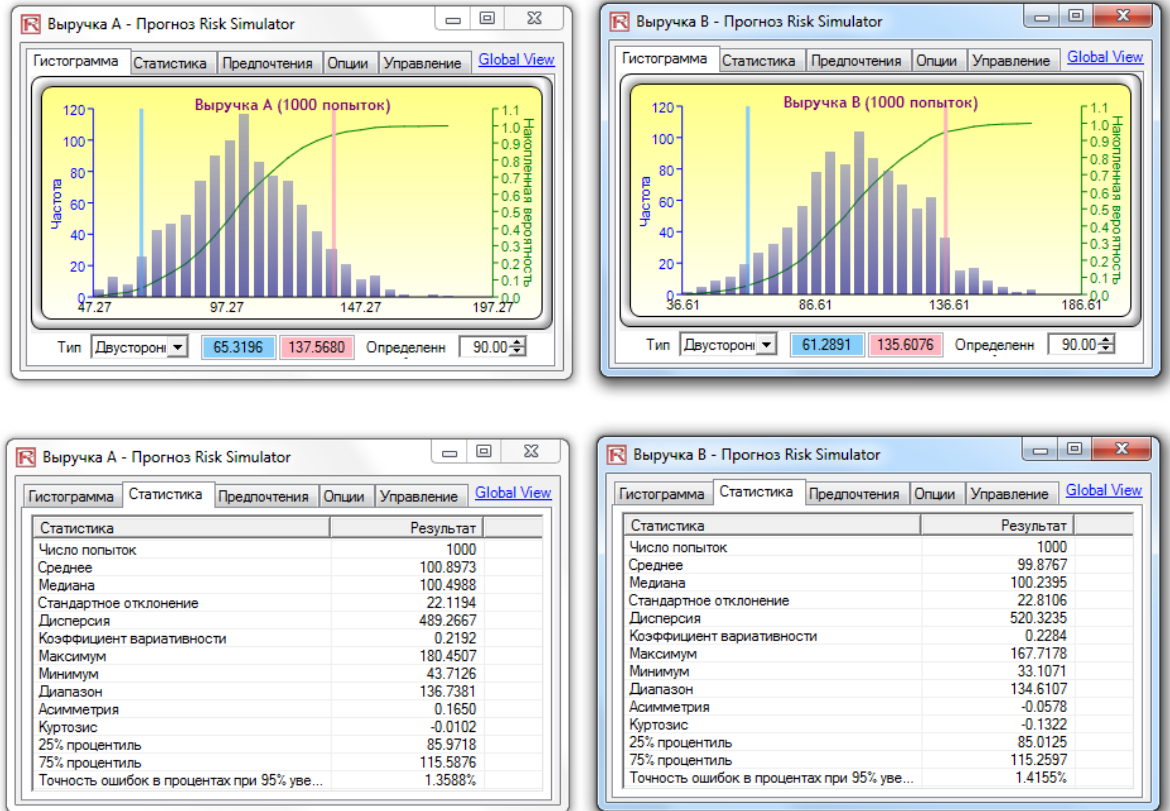 Выручка A - Прогноз Risk Simulator
Гистограмма Статистика Предпочтения Опции Управление Global View
Выручка A (1000 попыток)
Частота
120
100
80
60
40
20
0
47.27 97.27 147.27 197.27
1.1
1.0
0.9
0.8
0.7
0.6
0.5
0.4
0.3
0.2
0.1
0.0
Накопленная вероятность
Тип Двусторон 65.3196 137.5680 Определенн 90.00
Выручка B - Прогноз Risk Simulator
Гистограмма Статистика Предпочтения Опции Управление Global View
Выручка B (1000 попыток)
Частота
120
100
80
60
40
20
0
36.61 86.61 136.61 186.61
1.1
1.0
0.9
0.8
0.7
0.6
0.5
0.4
0.3
0.2
0.1
0.0
Накопленная вероятность
Тип Двусторон 61.2891 135.6076 Определенн 90.00
Выручка A - Прогноз Risk Simulator
Гистограмма Статистика Предпочтения Опции Управление Global View
Статистика Результат
Число попыток 1000
Среднее 100.8973
Медиана 100.4988
Стандартное отклонение 22.1194
Дисперсия 489.2667
Коэффициент вариативности 0.2192
Максимум 180.4507
Минимум 43.7126
Диапазон 136.7381
Асимметрия 0.1650
Куртозис -0.0102
25% процентиль 85.9718
75% процентиль 115.5876
Точность ошибок в процентах при 95% уве... 1.3588%
Выручка B - Прогноз Risk Simulator
Гистограмма Статистика Предпочтения Опции Управление Global View
Статистика Результат
Число попыток 1000
Среднее 99.8767
Медиана 100.2395
Стандартное отклонение 22.8106
Дисперсия 520.3235
Коэффициент вариативности 0.2284
Максимум 167.7178
Минимум 33.1071
Диапазон 134.6107
Асимметрия -0.0578
Куртозис -0.1322
25% процентиль 85.0125
75% процентиль 115.2597
Точность ошибок в процентах при 95% уве... 1.4155%